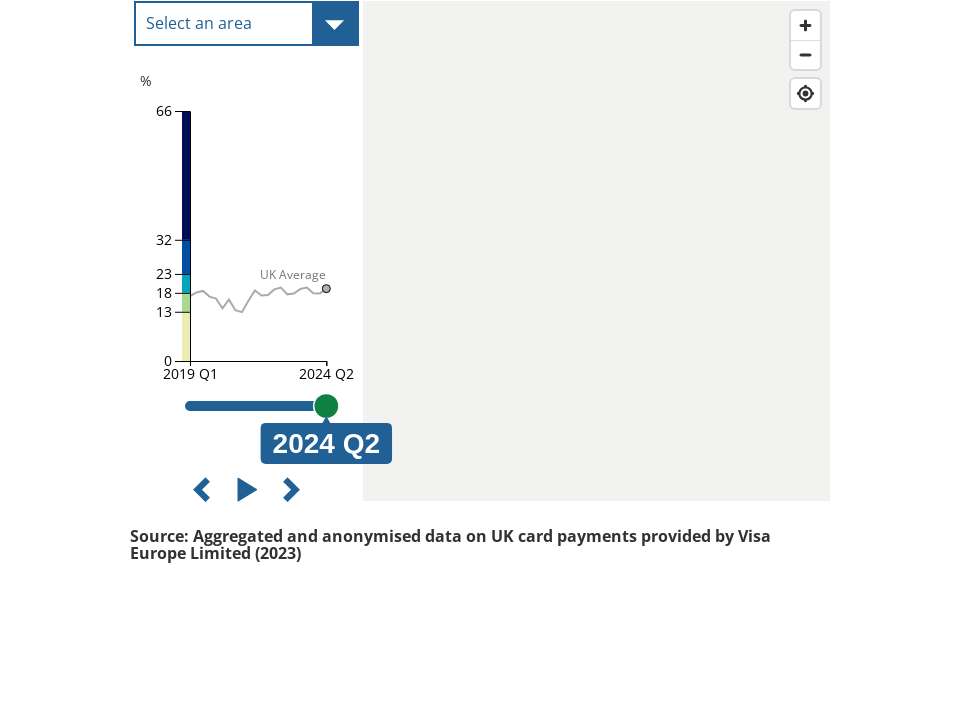 Select an area
%
66
32
23
UK Average
18
13
0
2019 Q1 2024 Q2
2024 Q2
Source: Aggregated and anonymised data on UK card payments provided by Visa
Europe Limited (2023)